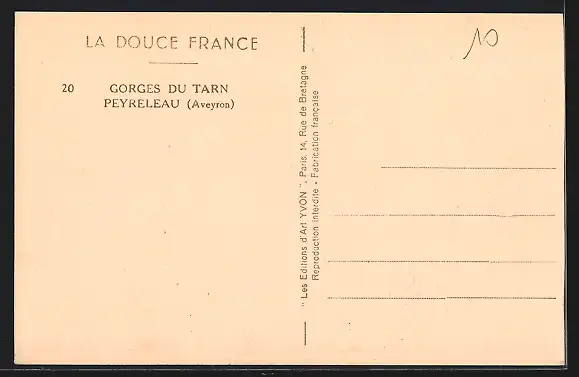 LA DOUCE FRANCE
20 GORGES DU TARN
PEYRELEAU (Aveyron)
" Les Editions d'Art YVON ", Paris, 14, Rue de Bretagne
Reproduction interdite - Fabrication française
10